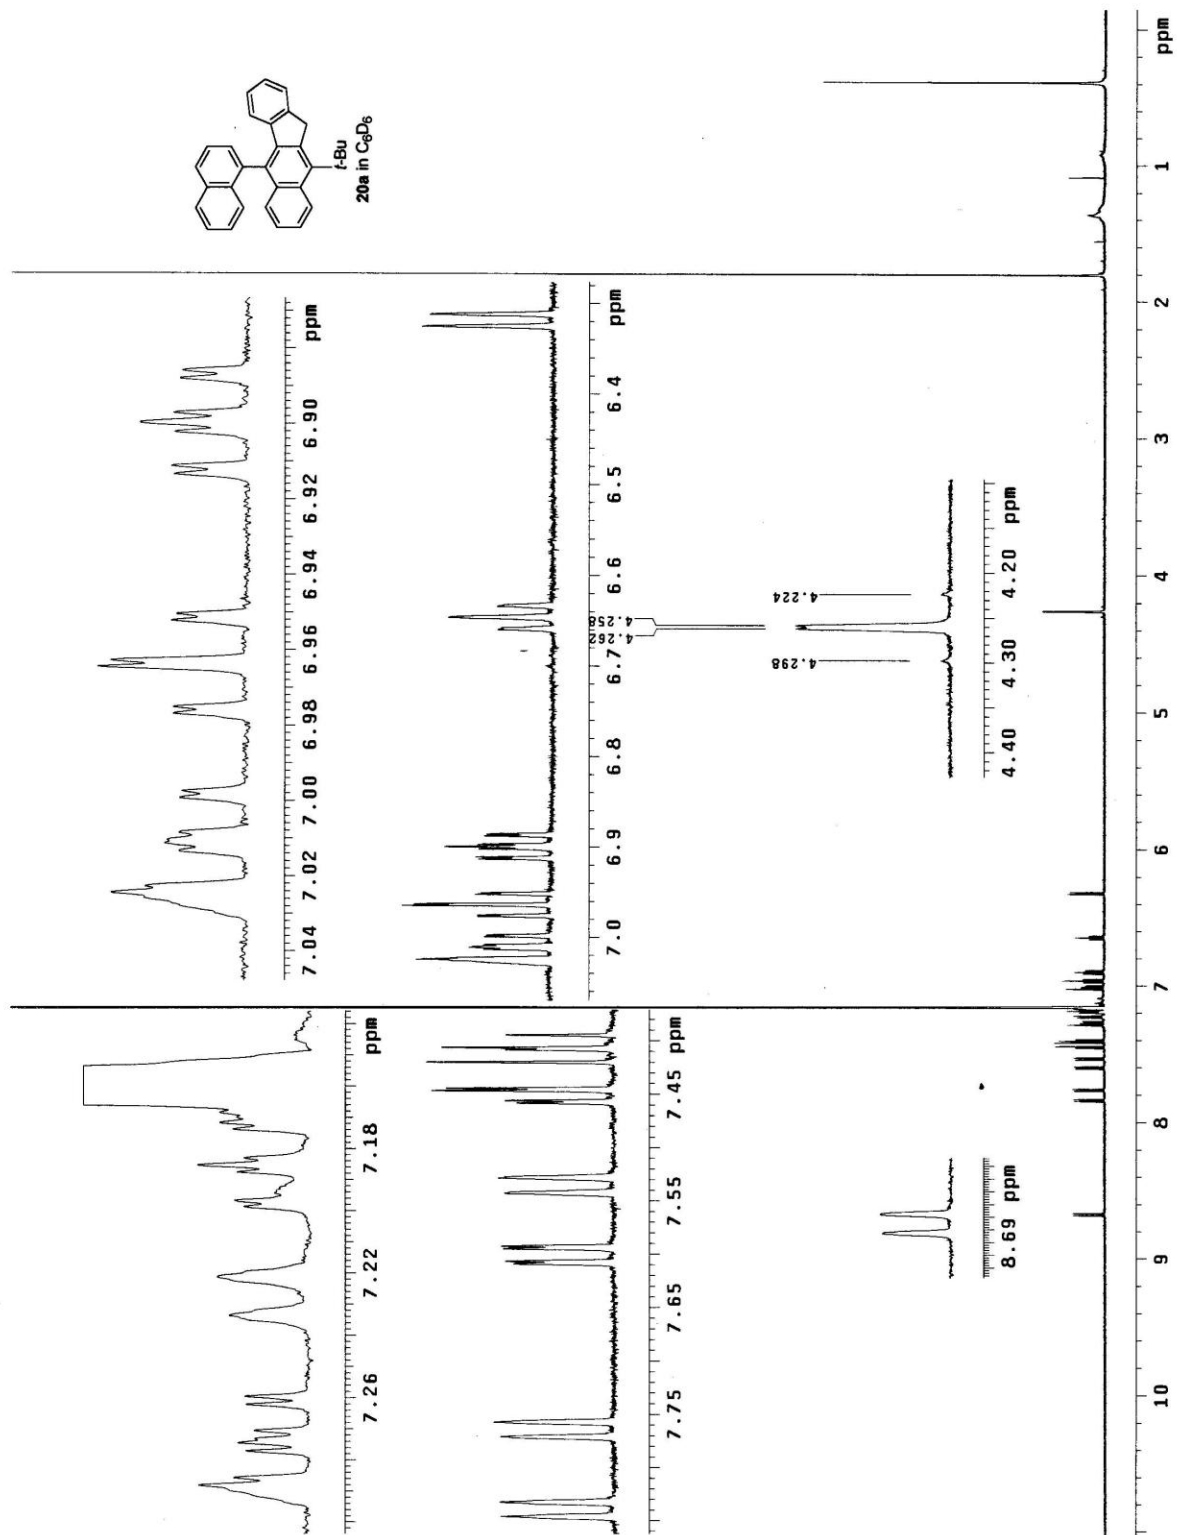 t-Bu
20a in C6D6
6.90 6.92 6.94 6.96 6.98 7.00 7.02 7.04 ppm
6.4 6.5 6.6 6.7 6.8 6.9 7.0 ppm
7.18 7.22 7.26 ppm
7.45 7.55 7.65 7.75 ppm
4.258
4.262
4.224
4.298
4.20 4.30 4.40 ppm
8.69 ppm
1 2 3 4 5 6 7 8 9 10 ppm